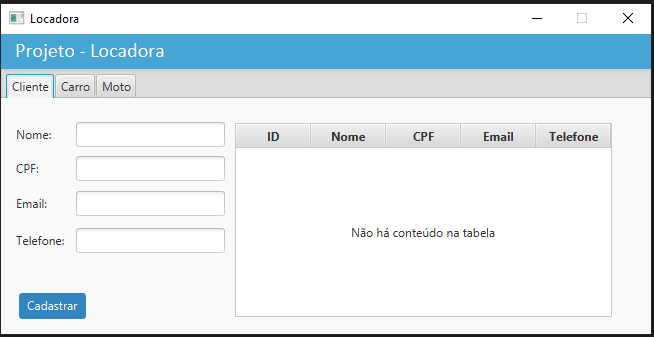 Locadora
Projeto - Locadora
Cliente Carro Moto
Nome:
CPF:
Email:
Telefone:
Cadastrar
ID Nome CPF Email Telefone
Não há conteúdo na tabela